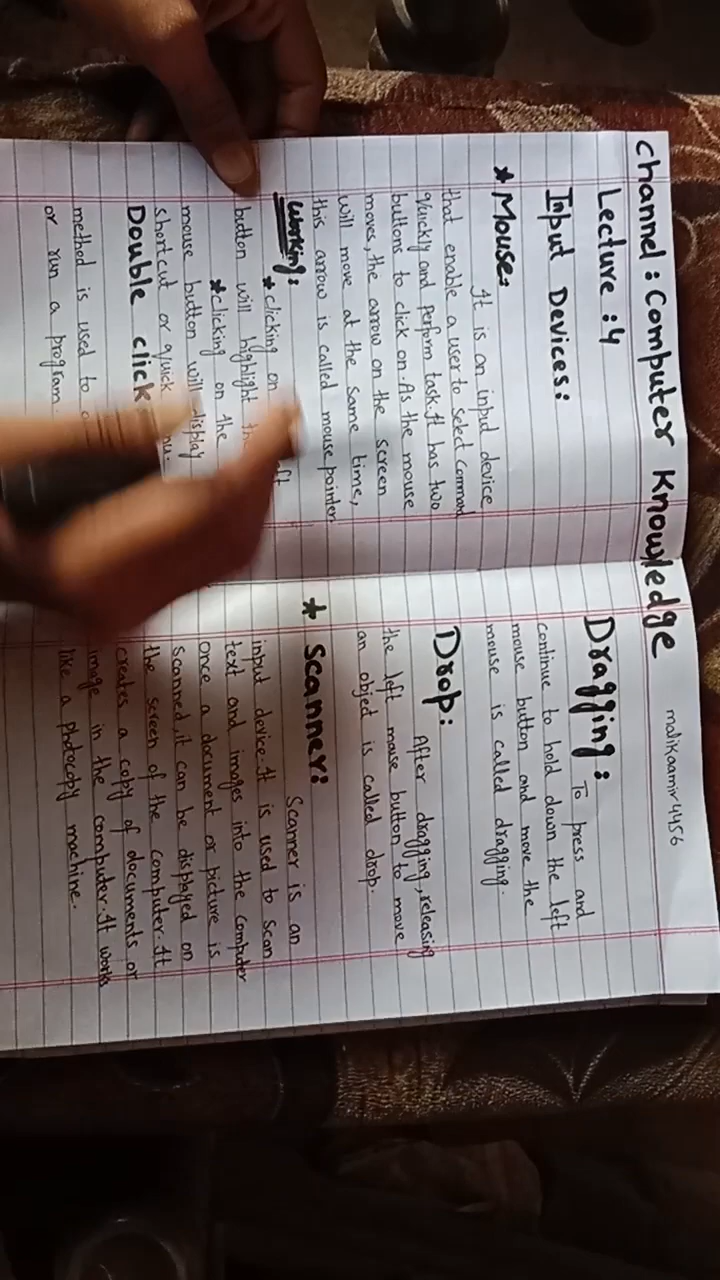 Channel : Computer Knowledge
malikaamir4456
Lecture : 4
Input Devices:
* Mouse:
It is an input device
that enable a user to select command
quickly and perform task. It has two
buttons to click on. As the mouse
moves, the arrow on the screen
will move at the same time,
this arrow is called mouse pointer
Working:
* clicking on
button will highlight
* clicking on the
mouse button will display
shortcut or quick
Double click
method is used to
or run a program.
Dragging:
To press and
continue to hold down the left
mouse button and move the
mouse is called dragging.
Drop:
After dragging, releasing
the left mouse button to move
an object is called drop.
* Scanner:
Scanner is an
input device. It is used to scan
text and images into the computer
once a document or picture is
scanned, it can be displayed on
the screen of the computer. It
creates a copy of documents or
image in the computer. It works
like a photocopy machine.